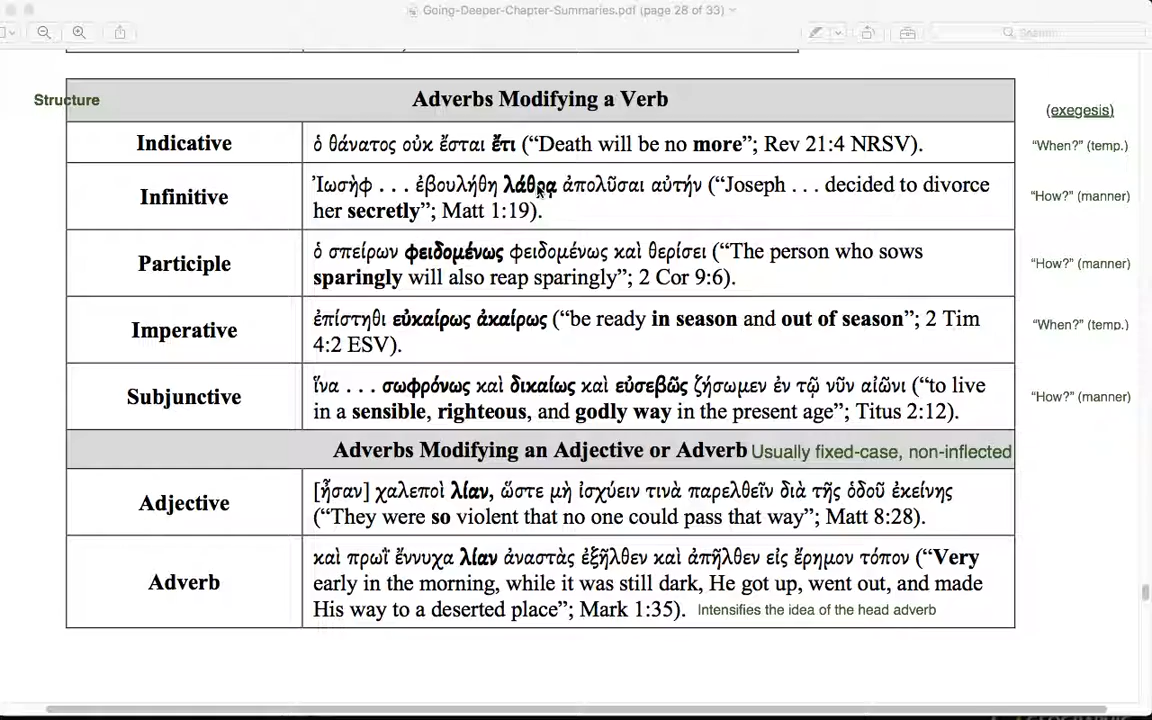 Going-Deeper-Chapter-Summaries.pdf (page 28 of 33)
Search
Structure
Adverbs Modifying a Verb
(exegesis)
Indicative
ὁ θάνατος οὐκ ἔσται ἔτι (“Death will be no more”; Rev 21:4 NRSV).
“When?” (temp.)
Infinitive
Ἰωσὴφ . . . ἐβουλήθη λάθρᾳ ἀπολῦσαι αὐτήν (“Joseph . . . decided to divorce
her secretly”; Matt 1:19).
“How?” (manner)
Participle
ὁ σπείρων φειδομένως φειδομένως καὶ θερίσει (“The person who sows
sparingly will also reap sparingly”; 2 Cor 9:6).
“How?” (manner)
Imperative
ἐπίστηθι εὐκαίρως ἀκαίρως (“be ready in season and out of season”; 2 Tim
4:2 ESV).
“When?” (temp.)
Subjunctive
ἵνα . . . σωφρόνως καὶ δικαίως καὶ εὐσεβῶς ζήσωμεν ἐν τῷ νῦν αἰῶνι (“to live
in a sensible, righteous, and godly way in the present age”; Titus 2:12).
“How?” (manner)
Adverbs Modifying an Adjective or Adverb Usually fixed-case, non-inflected
Adjective
[ἦσαν] χαλεποὶ λίαν, ὥστε μὴ ἰσχύειν τινὰ παρελθεῖν διὰ τῆς ὁδοῦ ἐκείνης
(“They were so violent that no one could pass that way”; Matt 8:28).
Adverb
καὶ πρωῒ ἔννυχα λίαν ἀναστὰς ἐξῆλθεν καὶ ἀπῆλθεν εἰς ἔρημον τόπον (“Very
early in the morning, while it was still dark, He got up, went out, and made
His way to a deserted place”; Mark 1:35). Intensifies the idea of the head adverb